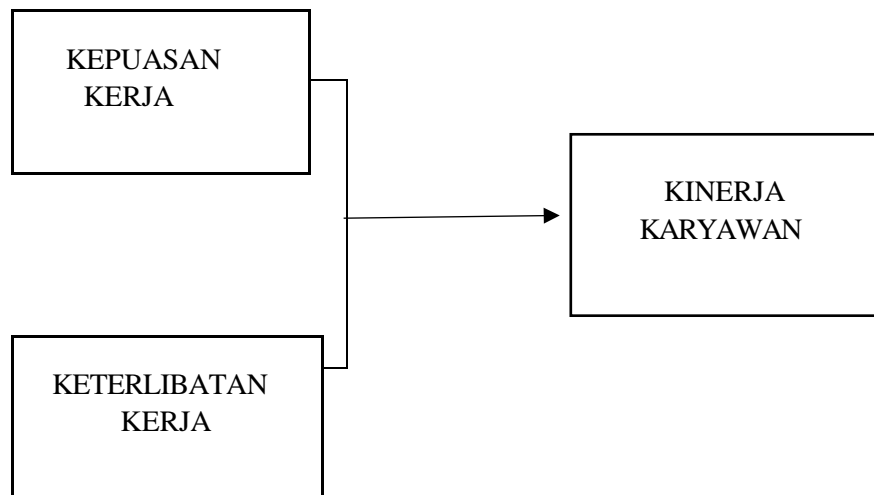 KEPUASAN
KERJA
KINERJA
KARYAWAN
KETERLIBATAN
KERJA